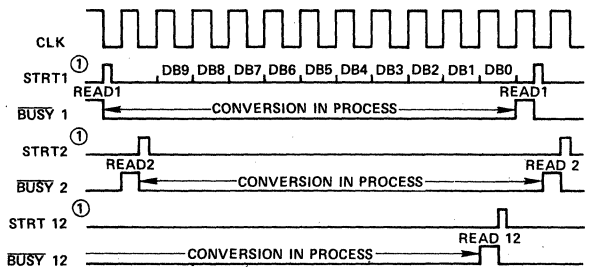 CLK
STRT1 ① DB9 DB8 DB7 DB6 DB5 DB4 DB3 DB2 DB1 DB0
READ1 READ1
BUSY 1 CONVERSION IN PROCESS
STRT2 ①
READ2 READ 2
BUSY 2 CONVERSION IN PROCESS
STRT 12 ①
READ 12
BUSY 12 CONVERSION IN PROCESS